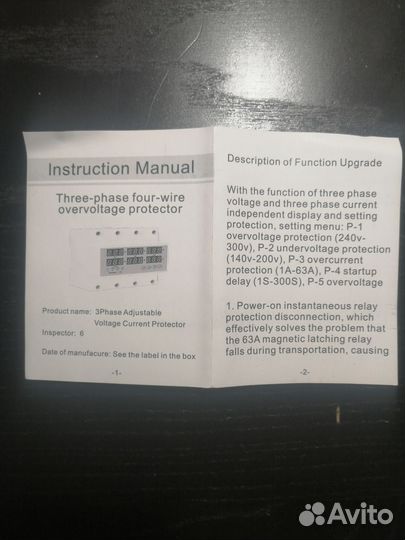 Instruction Manual
Three-phase four-wire
overvoltage protector
Product name: 3Phase Adjustable
Voltage Current Protector
Inspector: 6
Date of manufacure: See the label in the box
-1-
Description of Function Upgrade
With the function of three phase
voltage and three phase current
independent display and setting
protection, setting menu: P-1
overvoltage protection (240v-
300v), P-2 undervoltage protection
(140v-200v), P-3 overcurrent
protection (1A-63A), P-4 startup
delay (1S-300S), P-5 overvoltage
1. Power-on instantaneous relay
protection disconnection, which
effectively solves the problem that
the 63A magnetic latching relay
falls during transportation, causing
-2-
Avito